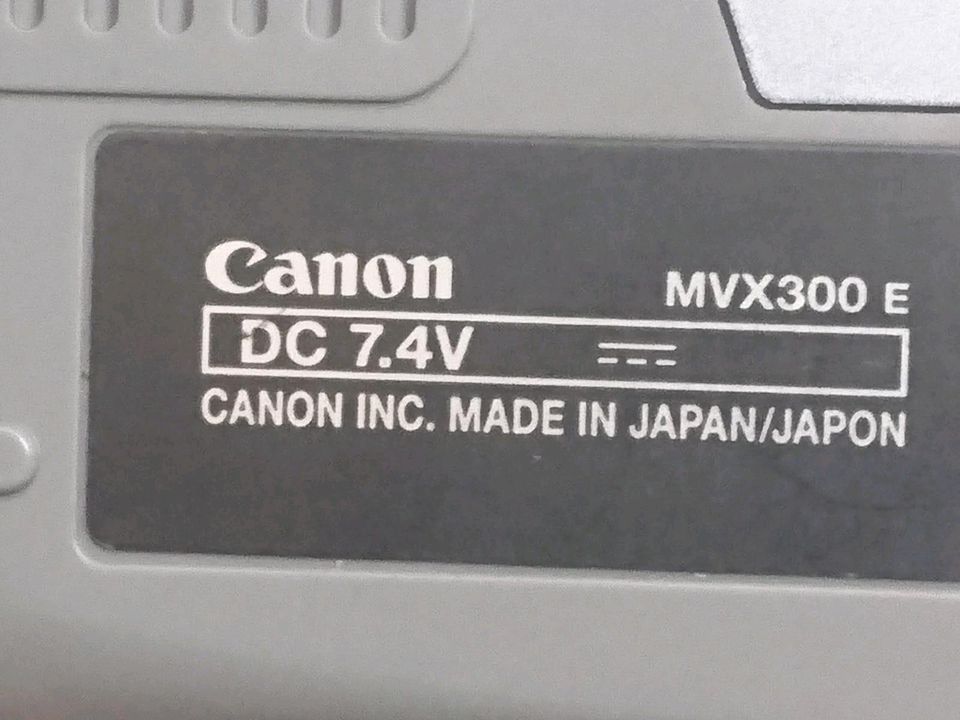 Canon MVX300 E
DC 7.4V ⎓
CANON INC. MADE IN JAPAN/JAPON